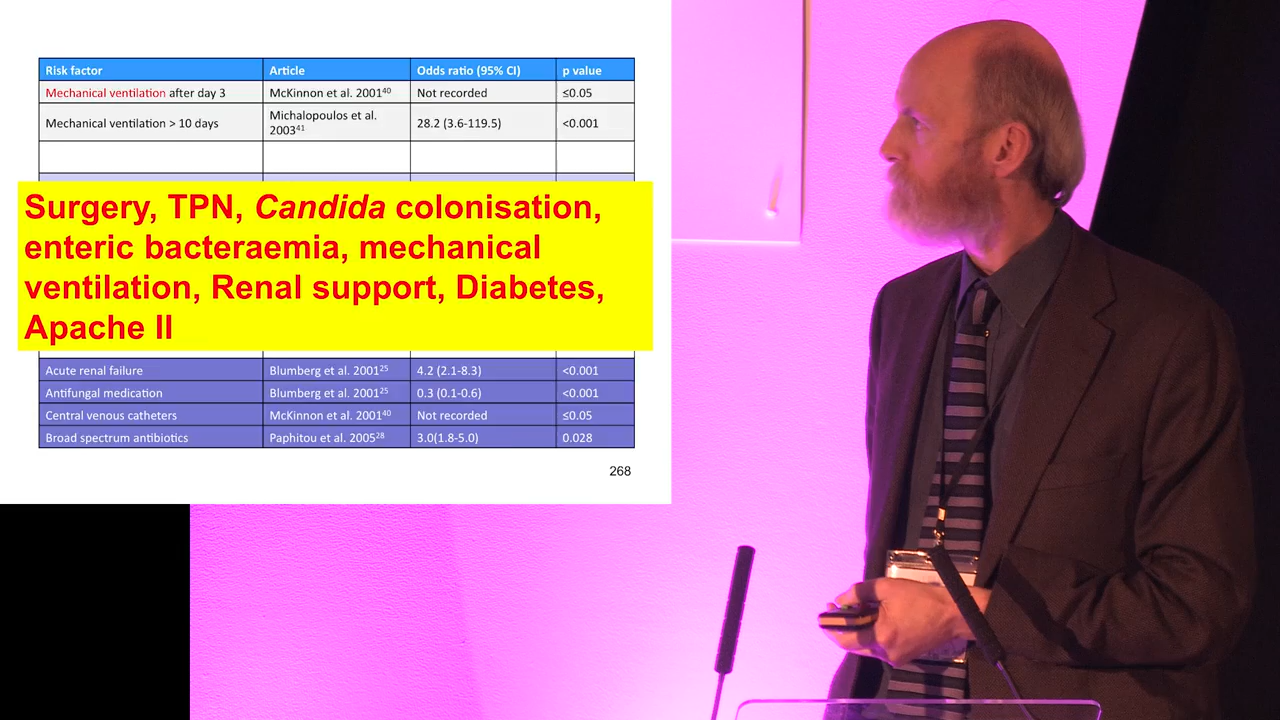 Risk factor Article Odds ratio (95% CI) p value
Mechanical ventilation after day 3 McKinnon et al. 2001⁴⁰ Not recorded ≤0.05
Mechanical ventilation > 10 days Michalopoulos et al. 2003⁴¹ 28.2 (3.6-119.5) <0.001
Surgery, TPN, Candida colonisation,
enteric bacteraemia, mechanical
ventilation, Renal support, Diabetes,
Apache II
Acute renal failure Blumberg et al. 2001²⁵ 4.2 (2.1-8.3) <0.001
Antifungal medication Blumberg et al. 2001²⁵ 0.3 (0.1-0.6) <0.001
Central venous catheters McKinnon et al. 2001⁴⁰ Not recorded ≤0.05
Broad spectrum antibiotics Paphitou et al. 2005²⁸ 3.0(1.8-5.0) 0.028
268